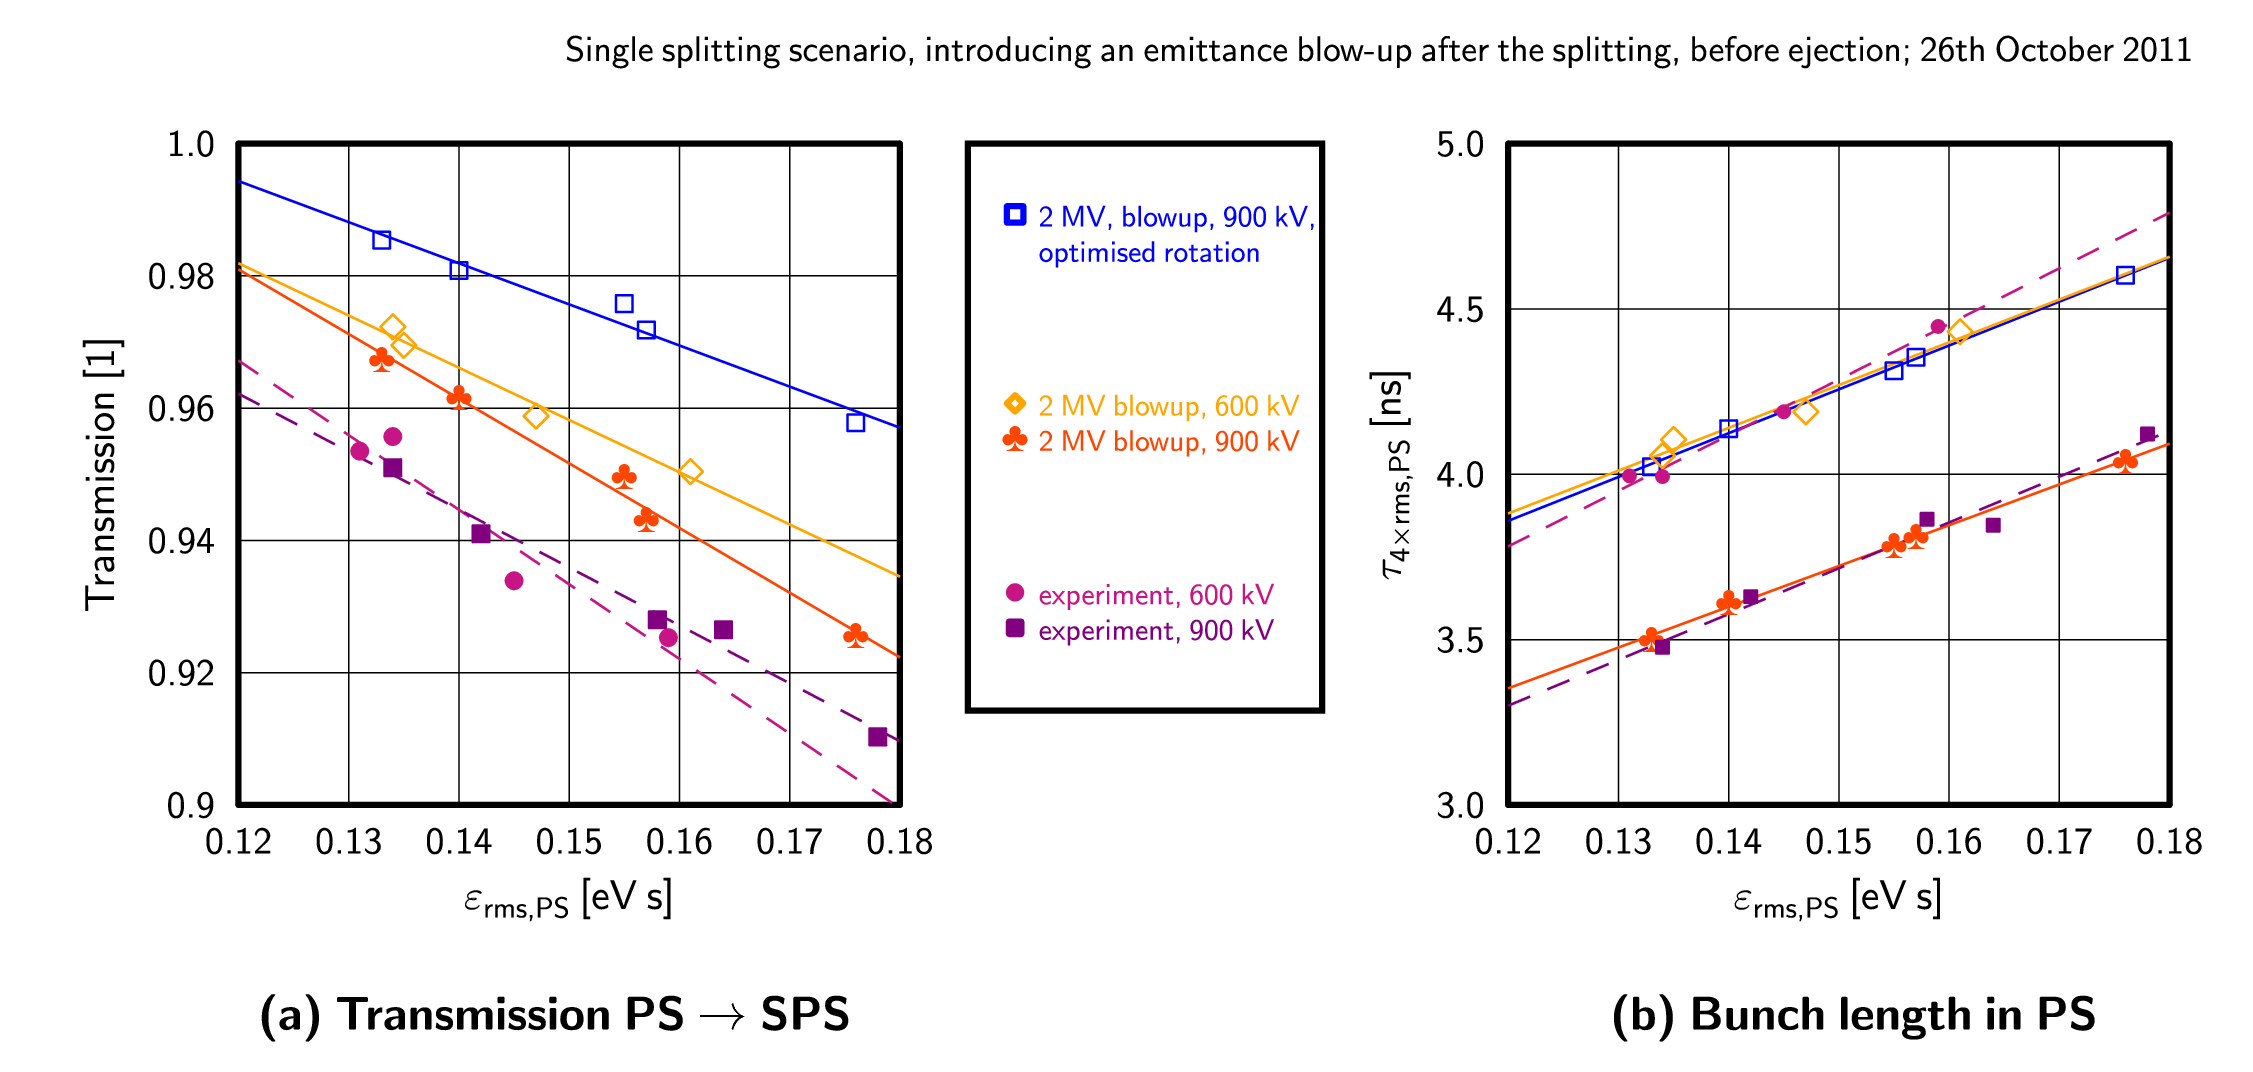 Single splitting scenario, introducing an emittance blow-up after the splitting, before ejection; 26th October 2011
1.0
0.98
0.96
0.94
0.92
0.9
Transmission [1]
0.12 0.13 0.14 0.15 0.16 0.17 0.18
εrms,PS [eV s]
(a) Transmission PS → SPS
2 MV, blowup, 900 kV,
optimised rotation
2 MV blowup, 600 kV
2 MV blowup, 900 kV
experiment, 600 kV
experiment, 900 kV
5.0
4.5
4.0
3.5
3.0
τ4×rms,PS [ns]
0.12 0.13 0.14 0.15 0.16 0.17 0.18
εrms,PS [eV s]
(b) Bunch length in PS